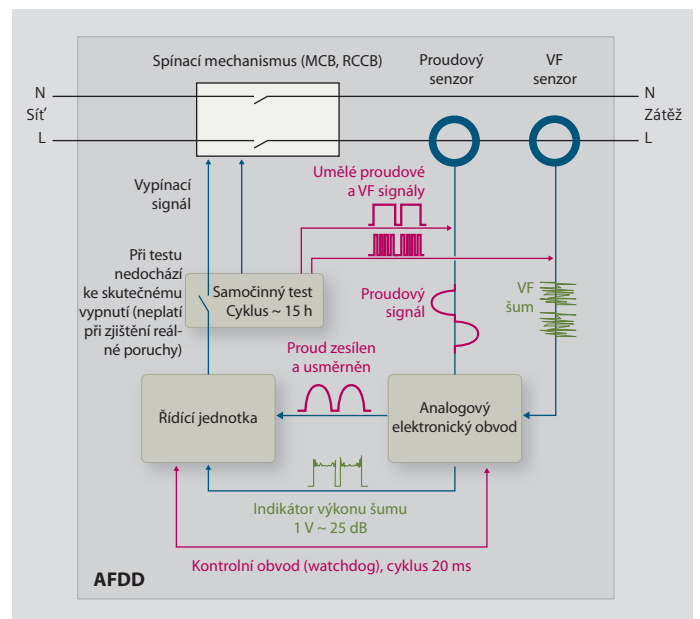 Spínací mechanismus (MCB, RCCB)
Proudový
senzor
VF
senzor
N
Síť
L
N
Zátěž
L
Umělé proudové
a VF signály
Vypínací
signál
Při testu
nedochází
ke skutečnému
vypnutí (neplatí
při zjištění reál-
né poruchy)
Samočinný test
Cyklus ~ 15 h
Proudový
signál
VF
šum
Proud zesílen
a usměrněn
Řídící jednotka
Analogový
elektronický obvod
Indikátor výkonu šumu
1 V ~ 25 dB
Kontrolní obvod (watchdog), cyklus 20 ms
AFDD